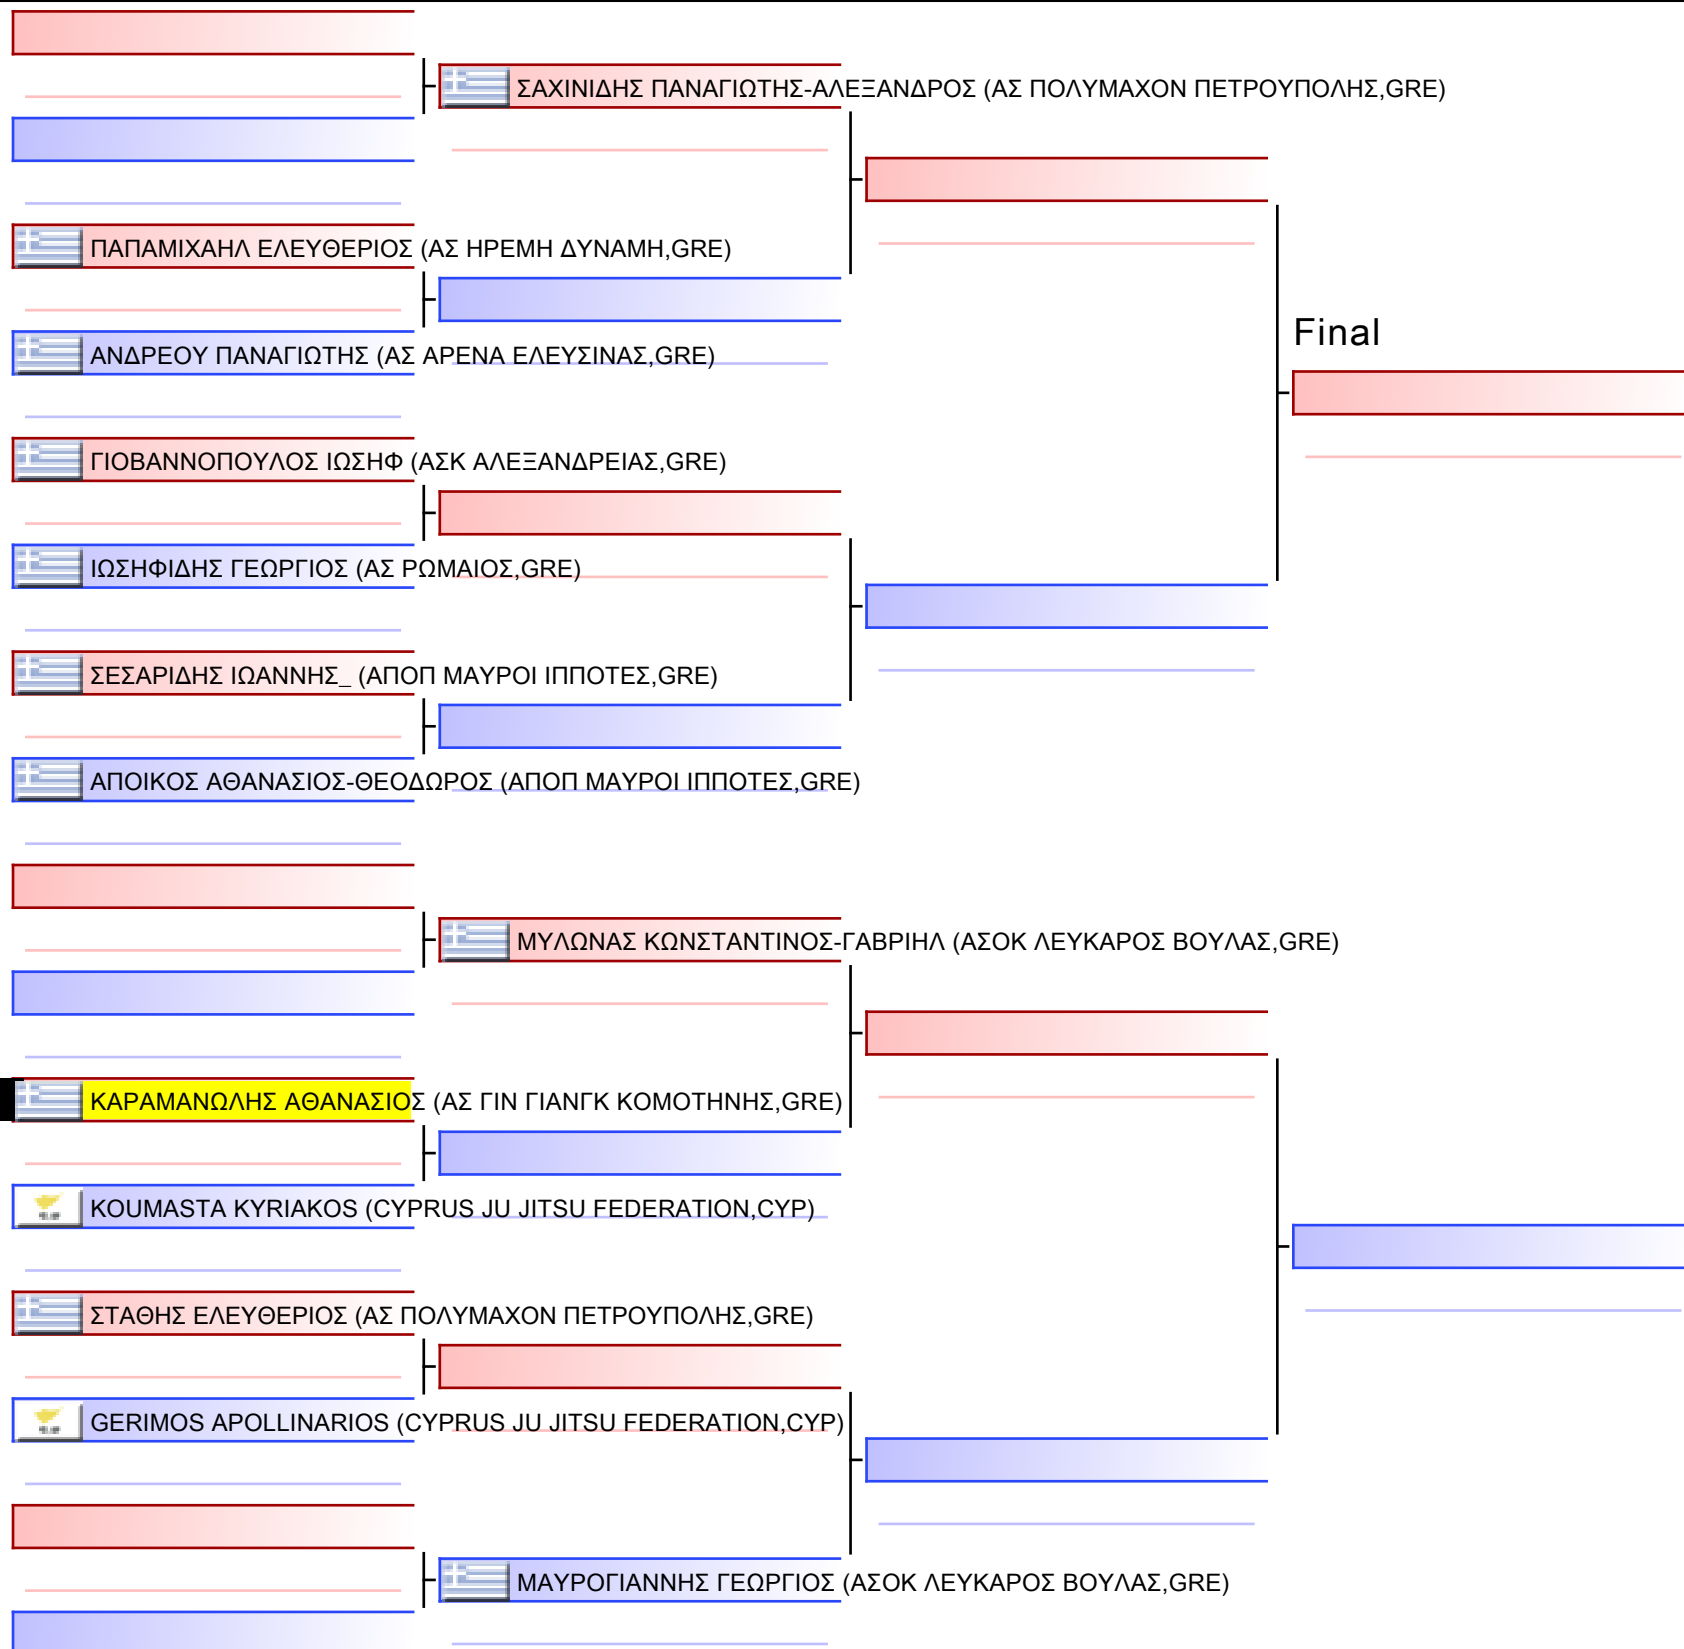 ΣΑΧΙΝΙΔΗΣ ΠΑΝΑΓΙΩΤΗΣ-ΑΛΕΞΑΝΔΡΟΣ (ΑΣ ΠΟΛΥΜΑΧΟΝ ΠΕΤΡΟΥΠΟΛΗΣ,GRE)
ΠΑΠΑΜΙΧΑΗΛ ΕΛΕΥΘΕΡΙΟΣ (ΑΣ ΗΡΕΜΗ ΔΥΝΑΜΗ,GRE)
Final
ΑΝΔΡΕΟΥ ΠΑΝΑΓΙΩΤΗΣ (ΑΣ ΑΡΕΝΑ ΕΛΕΥΣΙΝΑΣ,GRE)
ΓΙΟΒΑΝΝΟΠΟΥΛΟΣ ΙΩΣΗΦ (ΑΣΚ ΑΛΕΞΑΝΔΡΕΙΑΣ,GRE)
ΙΩΣΗΦΙΔΗΣ ΓΕΩΡΓΙΟΣ (ΑΣ ΡΩΜΑΙΟΣ,GRE)
ΣΕΣΑΡΙΔΗΣ ΙΩΑΝΝΗΣ_ (ΑΠΟΠ ΜΑΥΡΟΙ ΙΠΠΟΤΕΣ,GRE)
ΑΠΟΙΚΟΣ ΑΘΑΝΑΣΙΟΣ-ΘΕΟΔΩΡΟΣ (ΑΠΟΠ ΜΑΥΡΟΙ ΙΠΠΟΤΕΣ,GRE)
ΜΥΛΩΝΑΣ ΚΩΝΣΤΑΝΤΙΝΟΣ-ΓΑΒΡΙΗΛ (ΑΣΟΚ ΛΕΥΚΑΡΟΣ ΒΟΥΛΑΣ,GRE)
ΚΑΡΑΜΑΝΩΛΗΣ ΑΘΑΝΑΣΙΟΣ (ΑΣ ΓΙΝ ΓΙΑΝΓΚ ΚΟΜΟΤΗΝΗΣ,GRE)
KOUMASTA KYRIAKOS (CYPRUS JU JITSU FEDERATION,CYP)
ΣΤΑΘΗΣ ΕΛΕΥΘΕΡΙΟΣ (ΑΣ ΠΟΛΥΜΑΧΟΝ ΠΕΤΡΟΥΠΟΛΗΣ,GRE)
GERIMOS APOLLINARIOS (CYPRUS JU JITSU FEDERATION,CYP)
ΜΑΥΡΟΓΙΑΝΝΗΣ ΓΕΩΡΓΙΟΣ (ΑΣΟΚ ΛΕΥΚΑΡΟΣ ΒΟΥΛΑΣ,GRE)